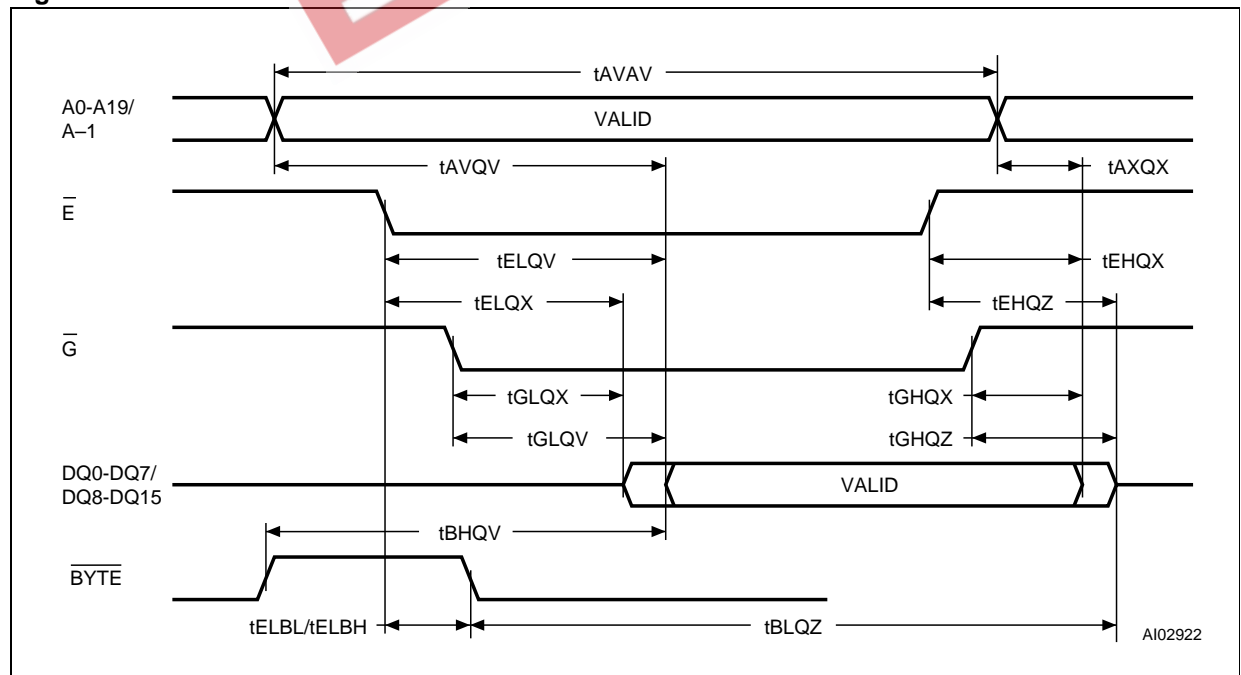 tAVAV
A0-A19/
A–1
VALID
tAVQV
tAXQX
E
tELQV
tEHQX
tELQX
tEHQZ
G
tGLQX
tGHQX
tGLQV
tGHQZ
DQ0-DQ7/
DQ8-DQ15
VALID
tBHQV
BYTE
tELBL/tELBH
tBLQZ
AI02922